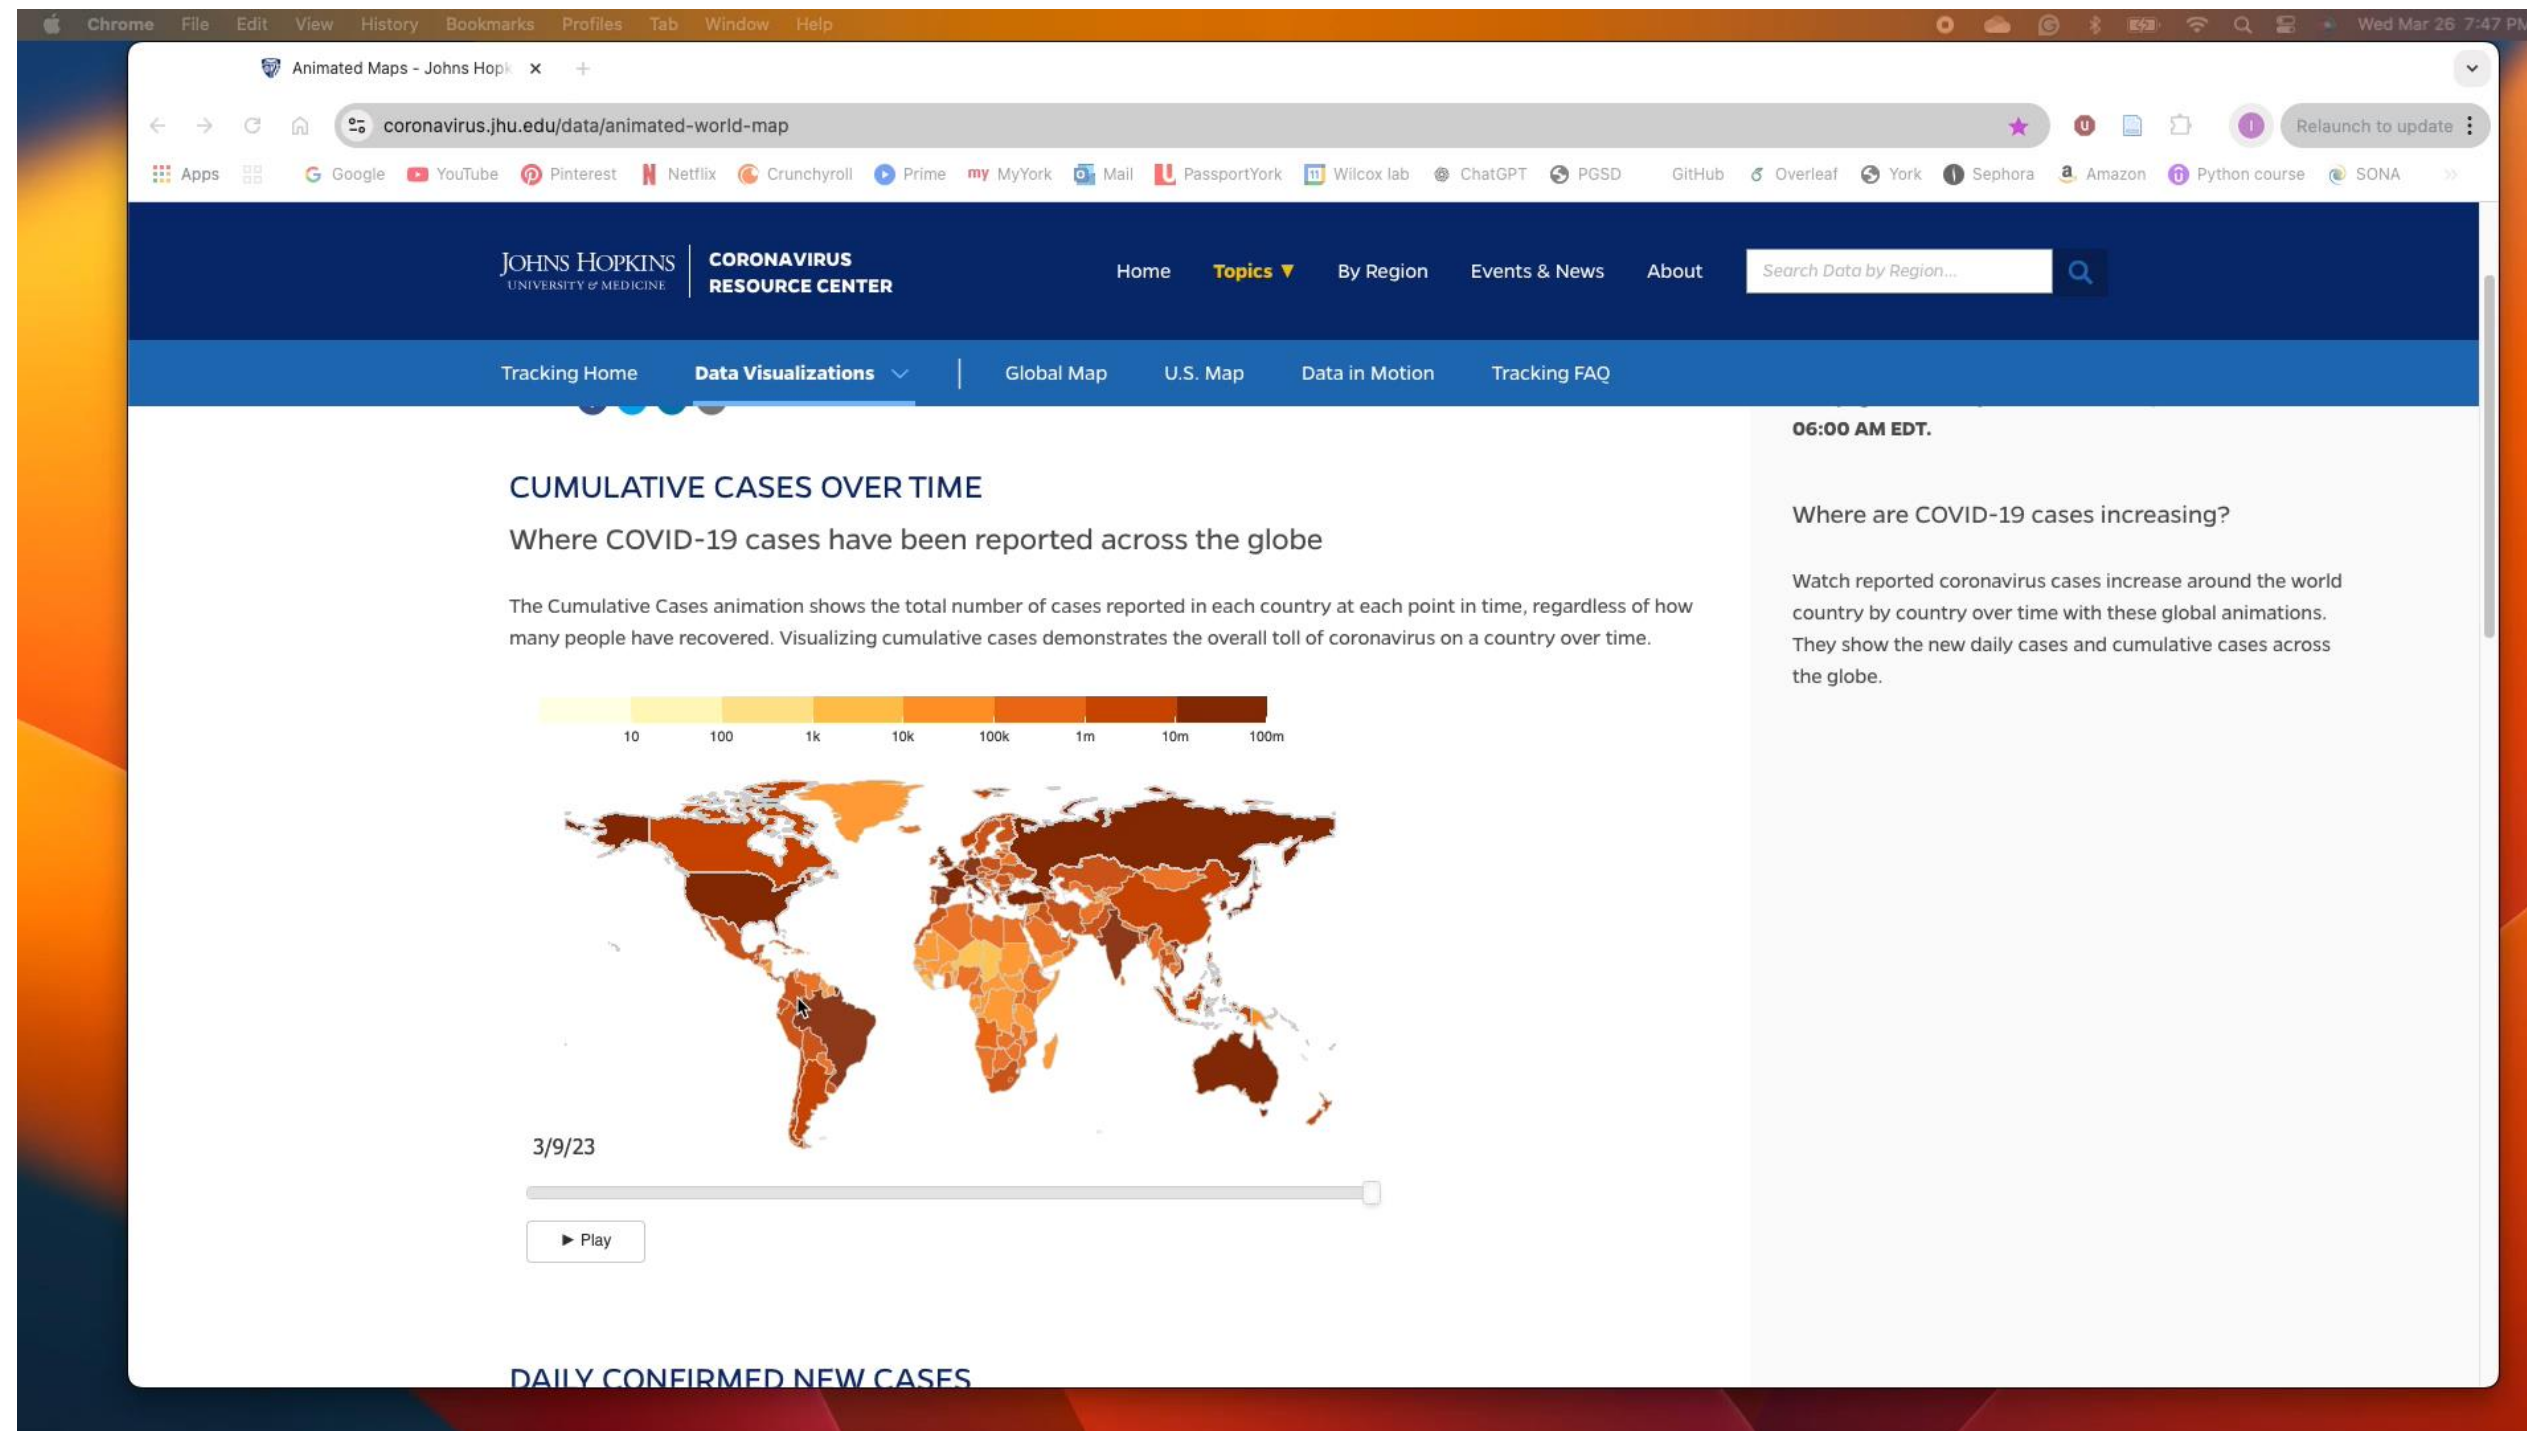 Chrome File Edit View History Bookmarks Profiles Tab Window Help Wed Mar 26 7:47 PM
Animated Maps - Johns Hopk
coronavirus.jhu.edu/data/animated-world-map Relaunch to update
Apps Google YouTube Pinterest Netflix Crunchyroll Prime my MyYork Mail PassportYork 11 Wilcox lab ChatGPT PGSD GitHub Overleaf York Sephora Amazon Python course SONA
JOHNS HOPKINS
UNIVERSITY & MEDICINE
CORONAVIRUS
RESOURCE CENTER
Home Topics By Region Events & News About Search Data by Region...
Tracking Home Data Visualizations Global Map U.S. Map Data in Motion Tracking FAQ
06:00 AM EDT.
CUMULATIVE CASES OVER TIME
Where COVID-19 cases have been reported across the globe
The Cumulative Cases animation shows the total number of cases reported in each country at each point in time, regardless of how
many people have recovered. Visualizing cumulative cases demonstrates the overall toll of coronavirus on a country over time.
Where are COVID-19 cases increasing?
Watch reported coronavirus cases increase around the world
country by country over time with these global animations.
They show the new daily cases and cumulative cases across
the globe.
10 100 1k 10k 100k 1m 10m 100m
3/9/23
Play
DAILY CONFIRMED NEW CASES